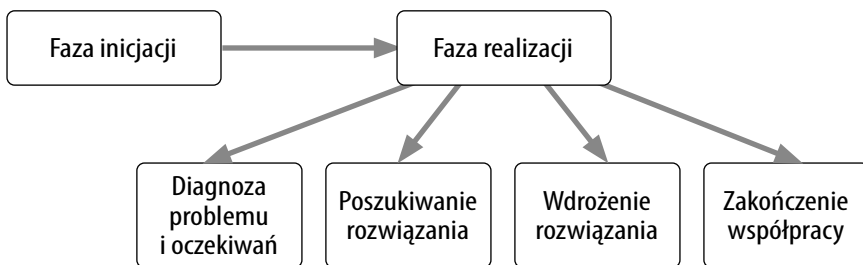 Faza inicjacji
Faza realizacji
Diagnoza
problemu
i oczekiwań
Poszukiwanie
rozwiązania
Wdrożenie
rozwiązania
Zakończenie
współpracy